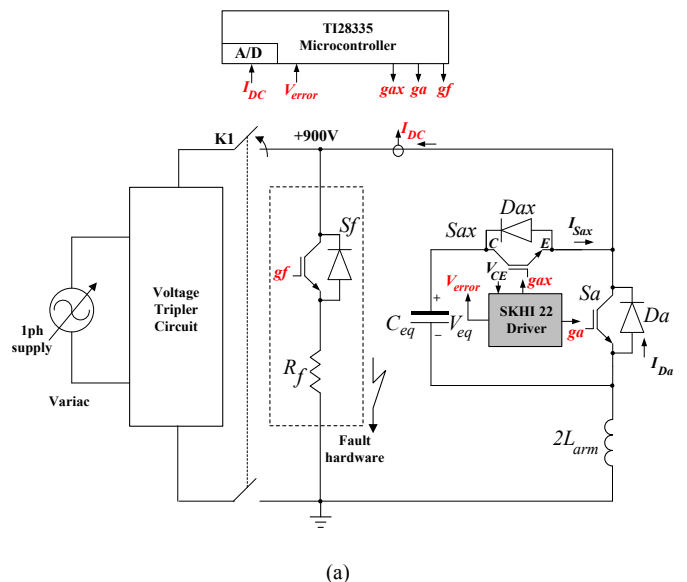 TI28335
Microcontroller
A/D
I_DC
V_error
gax ga gf
K1
+900V
I_DC
Sf
gf
R_f
Fault
hardware
Voltage
Tripler
Circuit
1ph
supply
Variac
Dax
Sax
C
E
I_Sax
V_CE
gax
V_error
SKHI 22
Driver
ga
Sa
Da
I_Da
C_eq
+
V_eq
−
2L_arm
(a)